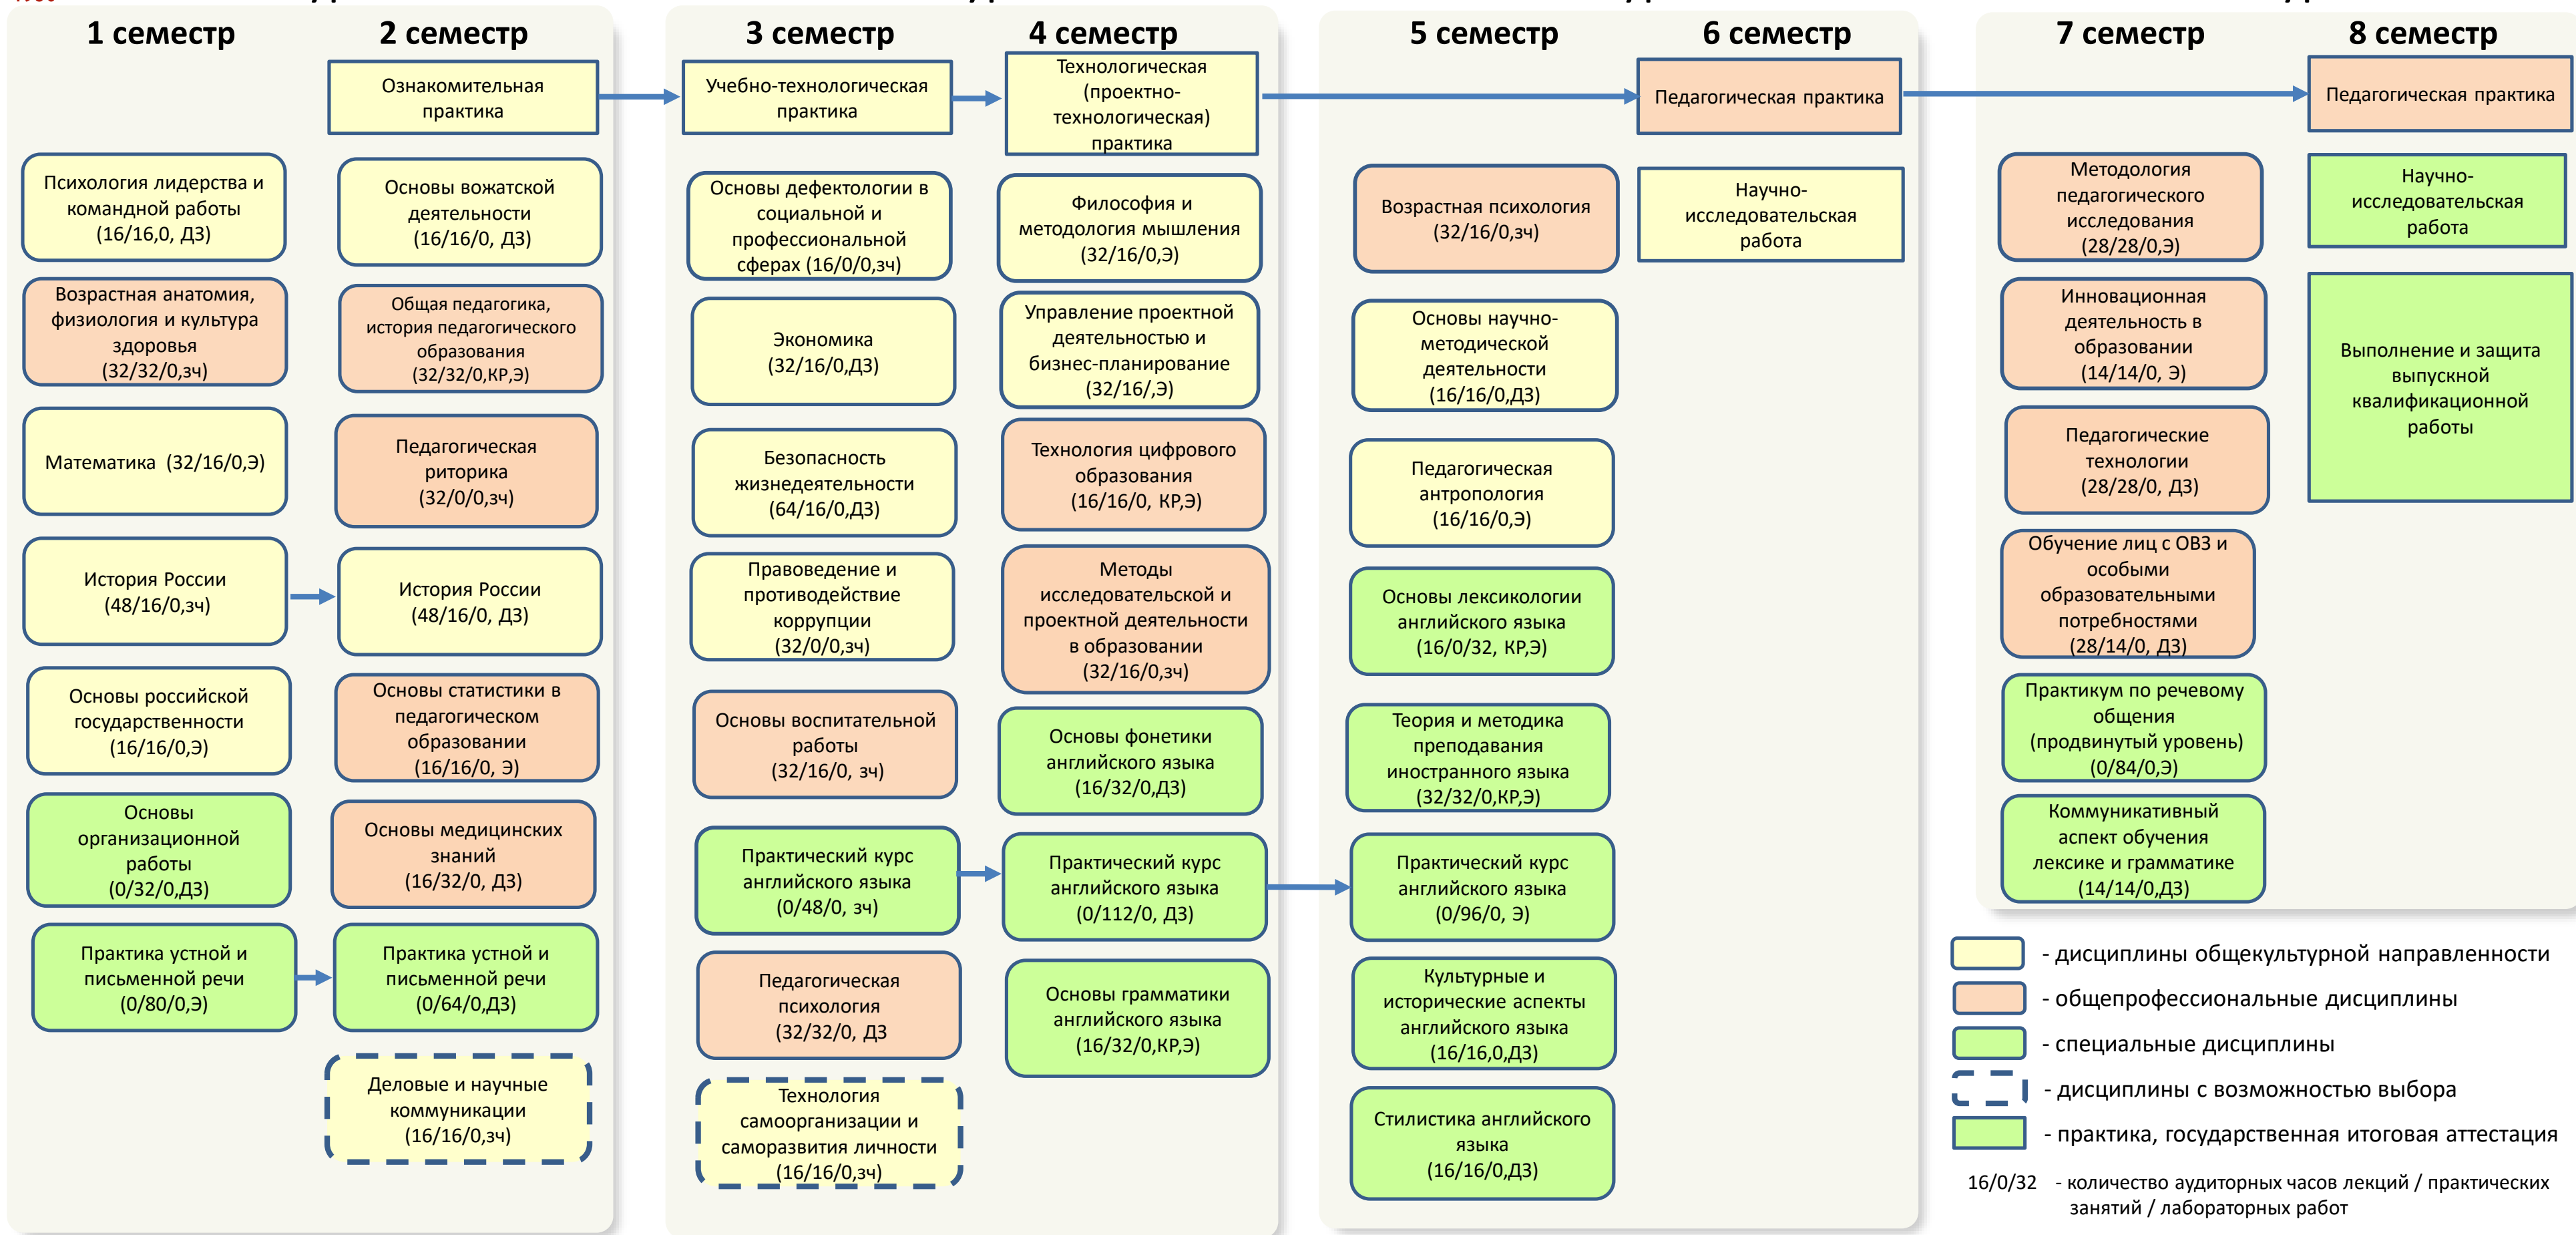 1 семестр
2 семестр
Ознакомительная
практика
Психология лидерства и
командной работы
(16/16,0, ДЗ)
Возрастная анатомия,
физиология и культура
здоровья
(32/32/0,зч)
Математика (32/16/0,Э)
История России
(48/16/0,зч)
Основы российской
государственности
(16/16/0,Э)
Основы
организационной
работы
(0/32/0,ДЗ)
Практика устной и
письменной речи
(0/80/0,Э)
Основы вожатской
деятельности
(16/16/0, ДЗ)
Общая педагогика,
история педагогического
образования
(32/32/0,КР,Э)
Педагогическая
риторика
(32/0/0,зч)
История России
(48/16/0, ДЗ)
Основы статистики в
педагогическом
образовании
(16/16/0, Э)
Основы медицинских
знаний
(16/32/0, ДЗ)
Практика устной и
письменной речи
(0/64/0,ДЗ)
Деловые и научные
коммуникации
(16/16/0,зч)
3 семестр
4 семестр
Учебно-технологическая
практика
Основы дефектологии в
социальной и
профессиональной
сферах (16/0/0,зч)
Экономика
(32/16/0,ДЗ)
Безопасность
жизнедеятельности
(64/16/0,ДЗ)
Правоведение и
противодействие
коррупции
(32/0/0,зч)
Основы воспитательной
работы
(32/16/0, зч)
Практический курс
английского языка
(0/48/0, зч)
Педагогическая
психология
(32/32/0, ДЗ
Технология
самоорганизации и
саморазвития личности
(16/16/0,зч)
Технологическая
(проектно-
технологическая)
практика
Философия и
методология мышления
(32/16/0,Э)
Управление проектной
деятельностью и
бизнес-планирование
(32/16/,Э)
Технология цифрового
образования
(16/16/0, КР,Э)
Методы
исследовательской и
проектной деятельности
в образовании
(32/16/0,зч)
Основы фонетики
английского языка
(16/32/0,ДЗ)
Практический курс
английского языка
(0/112/0, ДЗ)
Основы грамматики
английского языка
(16/32/0,КР,Э)
5 семестр
6 семестр
Возрастная психология
(32/16/0,зч)
Основы научно-
методической
деятельности
(16/16/0,ДЗ)
Педагогическая
антропология
(16/16/0,Э)
Основы лексикологии
английского языка
(16/0/32, КР,Э)
Теория и методика
преподавания
иностранного языка
(32/32/0,КР,Э)
Практический курс
английского языка
(0/96/0, Э)
Культурные и
исторические аспекты
английского языка
(16/16,0,ДЗ)
Стилистика английского
языка
(16/16/0,ДЗ)
Педагогическая практика
Научно-
исследовательская
работа
7 семестр
8 семестр
Методология
педагогического
исследования
(28/28/0,Э)
Инновационная
деятельность в
образовании
(14/14/0, Э)
Педагогические
технологии
(28/28/0, ДЗ)
Обучение лиц с ОВЗ и
особыми
образовательными
потребностями
(28/14/0, ДЗ)
Практикум по речевому
общения
(продвинутый уровень)
(0/84/0,Э)
Коммуникативный
аспект обучения
лексике и грамматике
(14/14/0,ДЗ)
Педагогическая практика
Научно-
исследовательская
работа
Выполнение и защита
выпускной
квалификационной
работы
- дисциплины общекультурной направленности
- общепрофессиональные дисциплины
- специальные дисциплины
- дисциплины с возможностью выбора
- практика, государственная итоговая аттестация
16/0/32 - количество аудиторных часов лекций / практических
занятий / лабораторных работ